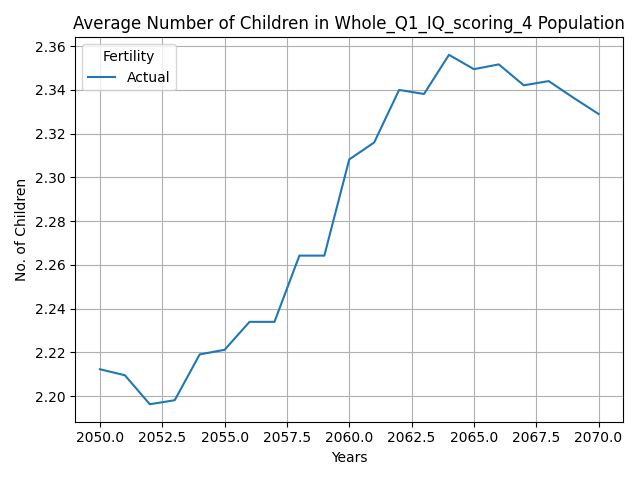 Average Number of Children in Whole_Q1_IQ_scoring_4 Population
Fertility
Actual
No. of Children
2.36
2.34
2.32
2.30
2.28
2.26
2.24
2.22
2.20
2050.0 2052.5 2055.0 2057.5 2060.0 2062.5 2065.0 2067.5 2070.0
Years